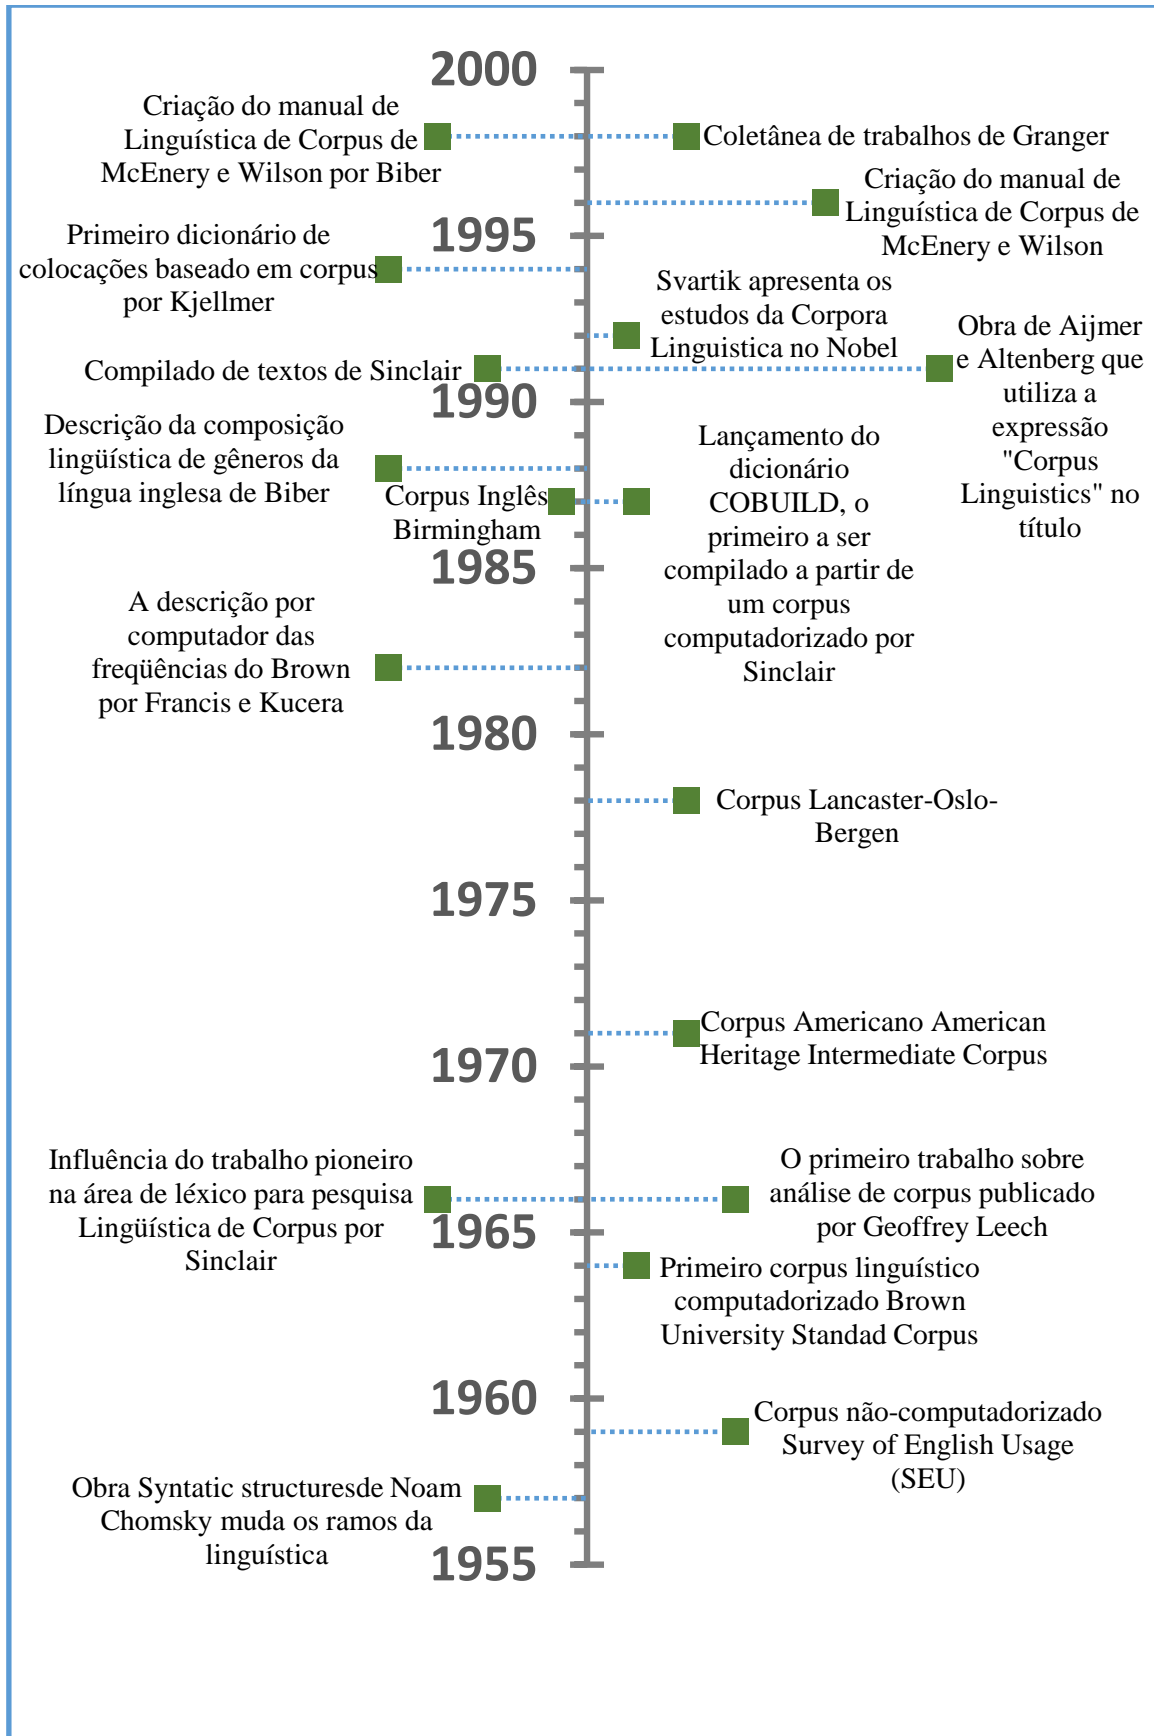 2000
Criação do manual de
Linguística de Corpus de
McEnery e Wilson por Biber
Coletânea de trabalhos de Granger
Criação do manual de
Linguística de Corpus de
McEnery e Wilson
1995
Primeiro dicionário de
colocações baseado em corpus
por Kjellmer
Svartik apresenta os
estudos da Corpora
Linguistica no Nobel
Obra de Aijmer
e Altenberg que
utiliza a
expressão
"Corpus
Linguistics" no
título
Compilado de textos de Sinclair
1990
Descrição da composição
lingüística de gêneros da
língua inglesa de Biber
Corpus Inglês
Birmingham
Lançamento do
dicionário
COBUILD, o
primeiro a ser
compilado a partir de
um corpus
computadorizado por
Sinclair
1985
A descrição por
computador das
freqüências do Brown
por Francis e Kucera
1980
Corpus Lancaster-Oslo-
Bergen
1975
Corpus Americano American
Heritage Intermediate Corpus
1970
Influência do trabalho pioneiro
na área de léxico para pesquisa
Lingüística de Corpus por
Sinclair
O primeiro trabalho sobre
análise de corpus publicado
por Geoffrey Leech
1965
Primeiro corpus linguístico
computadorizado Brown
University Standad Corpus
1960
Corpus não-computadorizado
Survey of English Usage
(SEU)
Obra Syntatic structuresde Noam
Chomsky muda os ramos da
linguística
1955